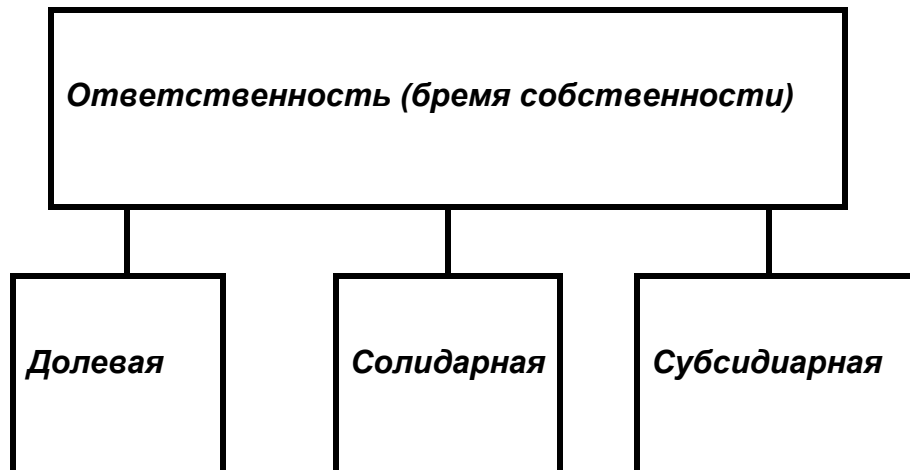 Ответственность (бремя собственности)
Долевая
Солидарная
Субсидиарная